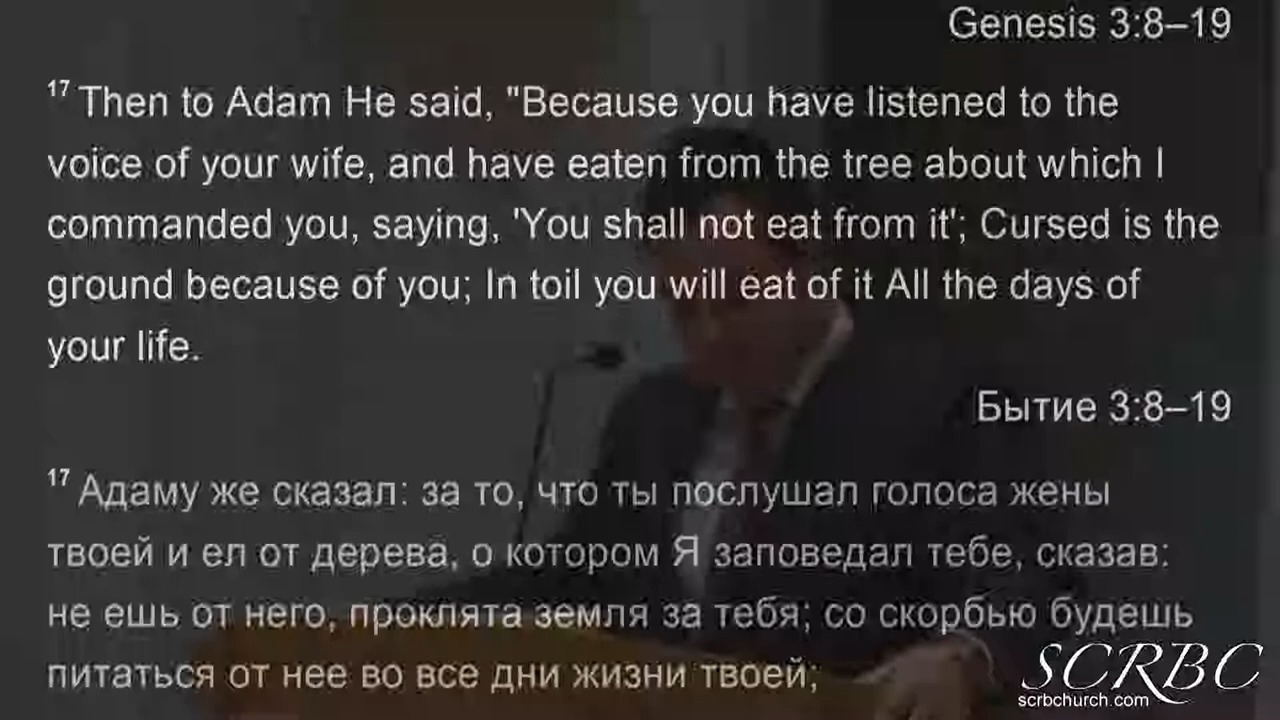 Genesis 3:8–19
17 Then to Adam He said, "Because you have listened to the
voice of your wife, and have eaten from the tree about which I
commanded you, saying, 'You shall not eat from it'; Cursed is the
ground because of you; In toil you will eat of it All the days of
your life.
Бытие 3:8–19
17 Адаму же сказал: за то, что ты послушал голоса жены
твоей и ел от дерева, о котором Я заповедал тебе, сказав:
не ешь от него, проклята земля за тебя; со скорбью будешь
питаться от нее во все дни жизни твоей;
SCRBC
scrbchurch.com